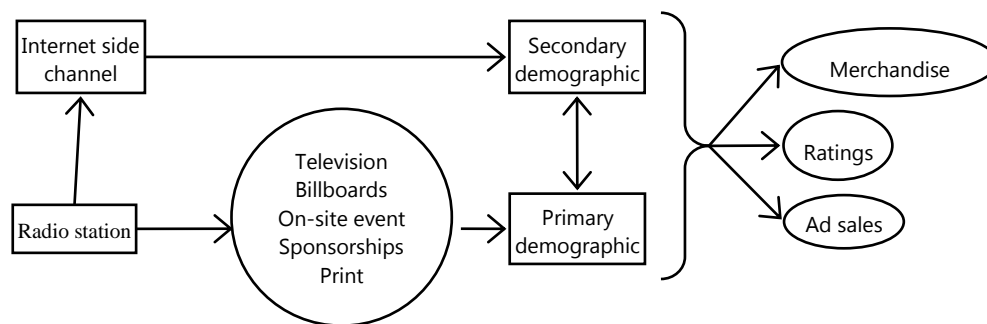 Internet side
channel
Secondary
demographic
Merchandise
Television
Billboards
On-site event
Sponsorships
Print
Ratings
Radio station
Primary
demographic
Ad sales